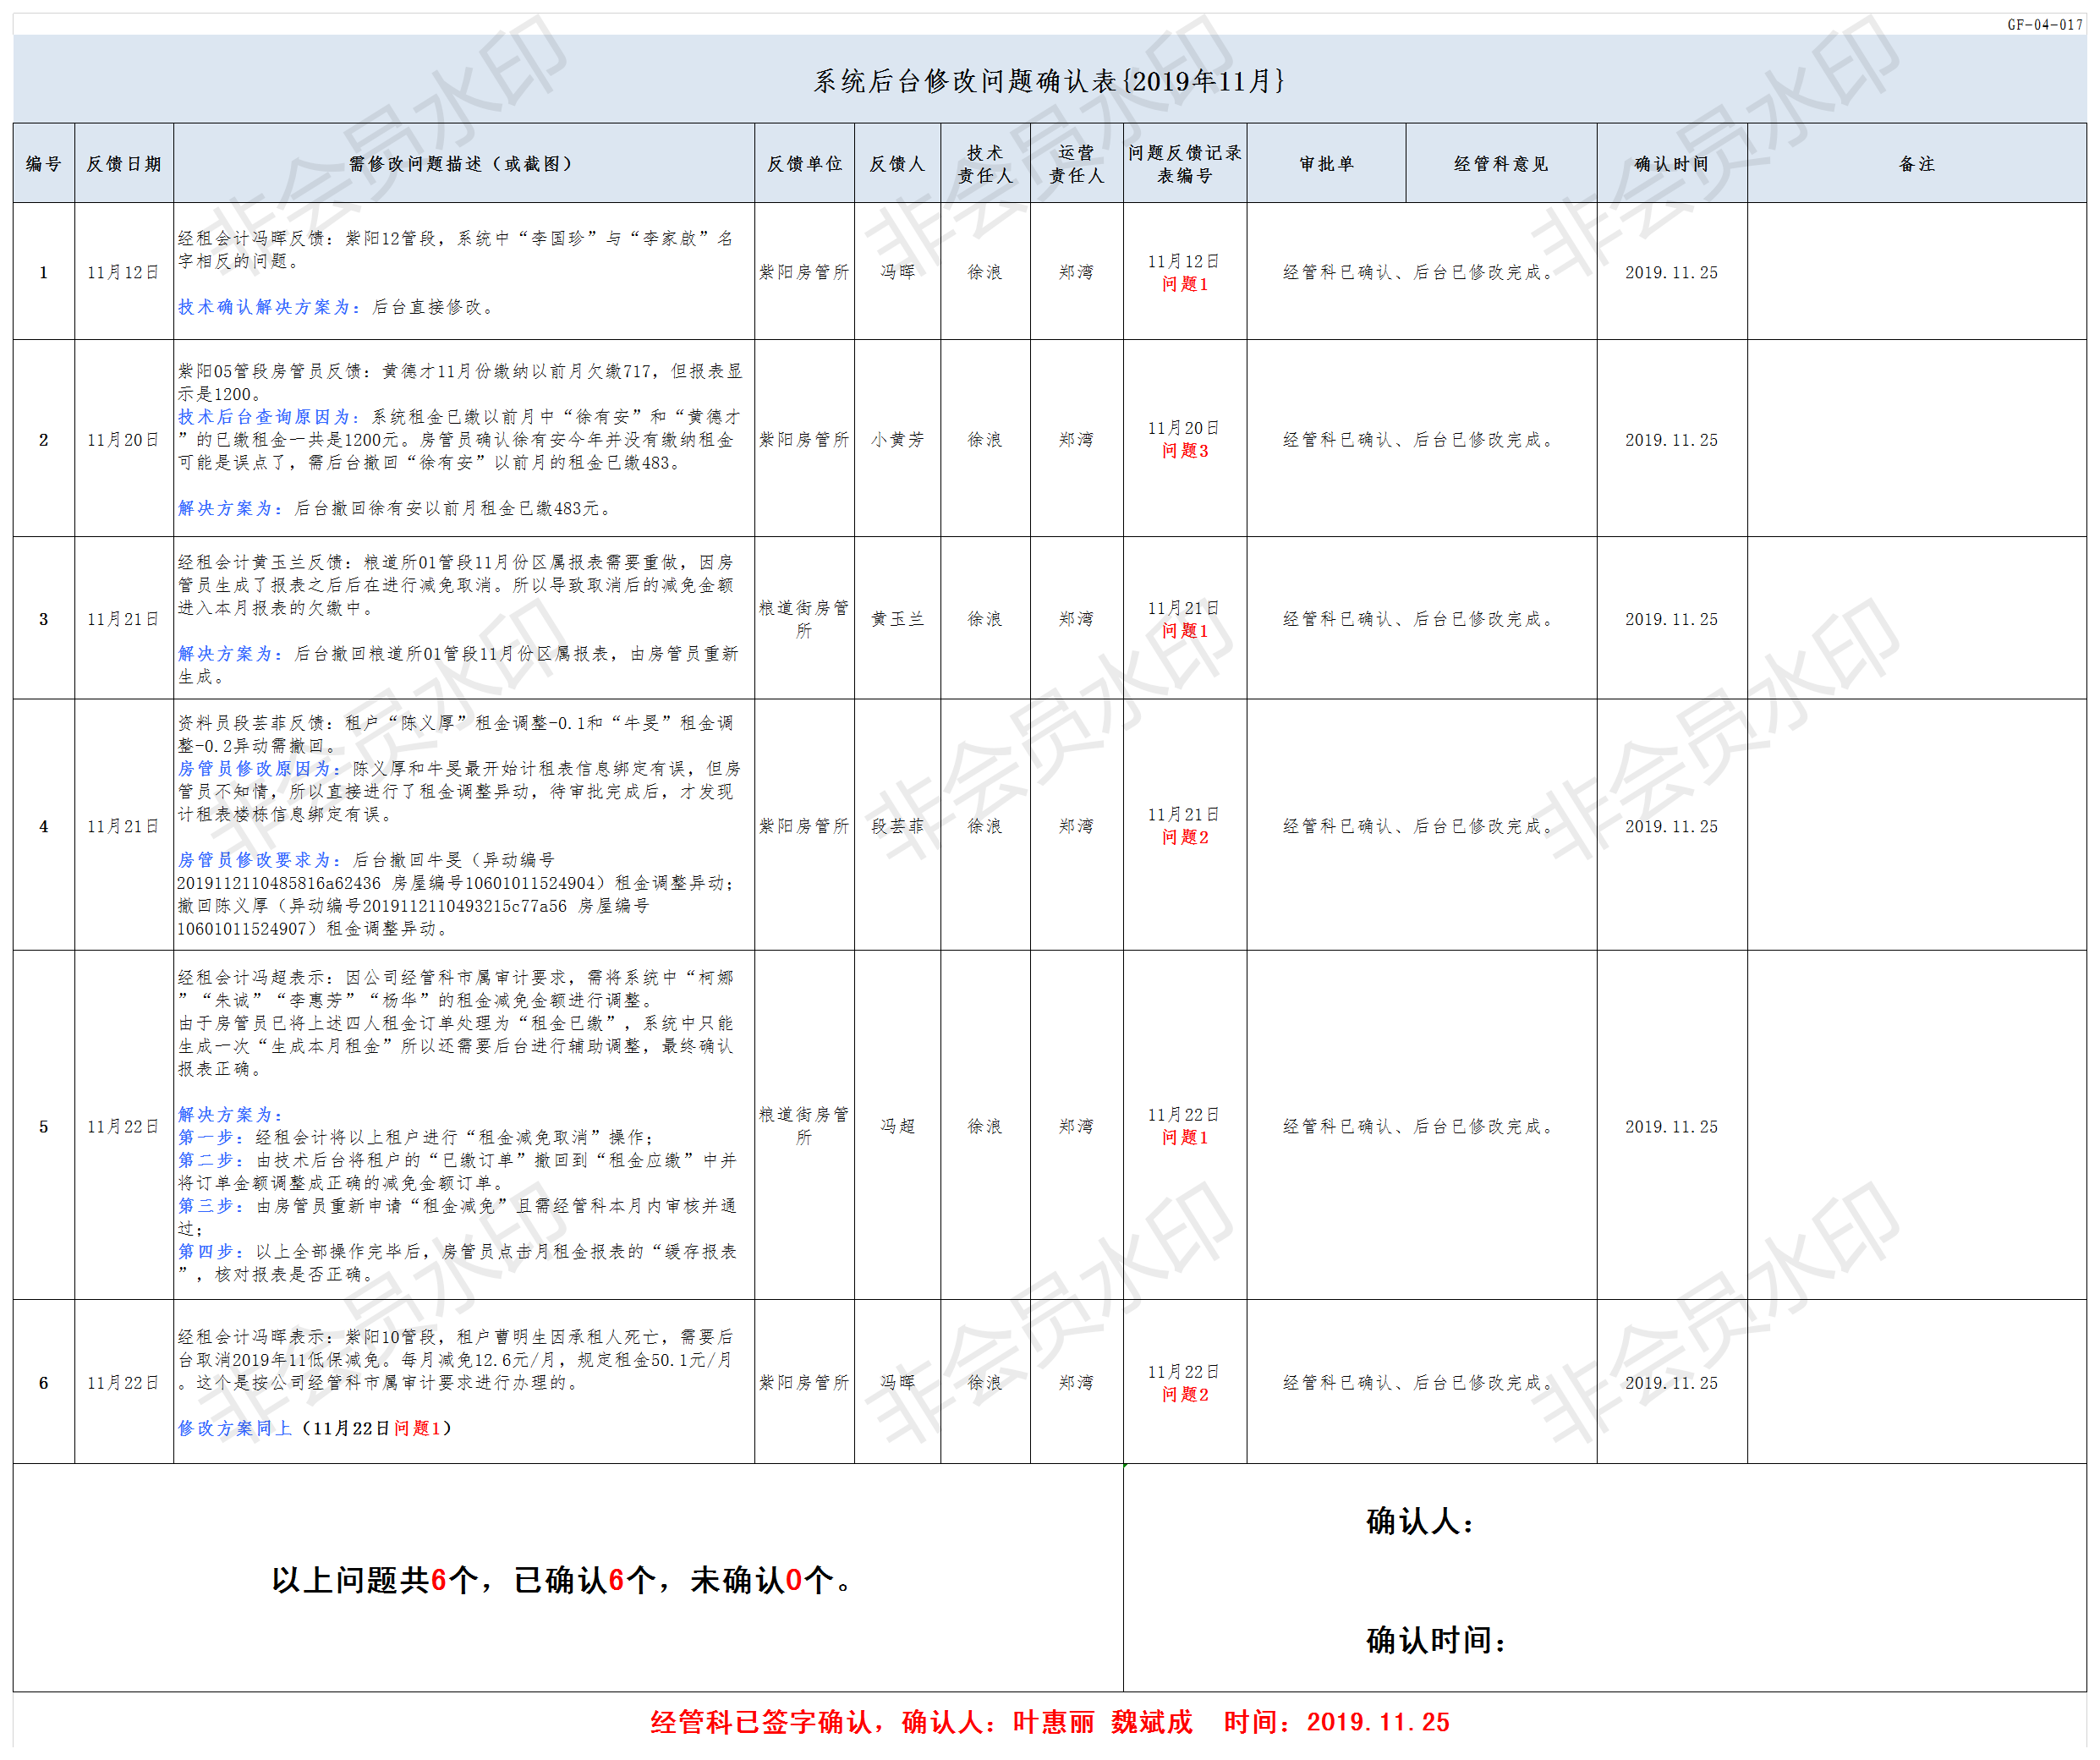 GF-04-017
系统后台修改问题确认表{2019年11月}
编号 反馈日期 需修改问题描述（或截图） 反馈单位 反馈人 技术责任人 运营责任人 问题反馈记录表编号 审批单 经管科意见 确认时间 备注
1
11月12日
经租会计冯晖反馈：紫阳12管段，系统中“李国珍”与“李家啟”名
字相反的问题。
技术确认解决方案为：后台直接修改。
紫阳房管所
冯晖
徐浪
郑湾
11月12日
问题1
经管科已确认、后台已修改完成。
2019.11.25
2
11月20日
紫阳05管段房管员反馈：黄德才11月份缴纳以前月欠缴717，但报表显
示是1200。
技术后台查询原因为：系统租金已缴以前月中“徐有安”和“黄德才
”的已缴租金一共是1200元。房管员确认徐有安今年并没有缴纳租金
可能是误点了，需后台撤回“徐有安”以前月的租金已缴483。
解决方案为：后台撤回徐有安以前月租金已缴483元。
紫阳房管所
小黄芳
徐浪
郑湾
11月20日
问题3
经管科已确认、后台已修改完成。
2019.11.25
3
11月21日
经租会计黄玉兰反馈：粮道所01管段11月份区属报表需要重做，因房
管员生成了报表之后后在进行减免取消。所以导致取消后的减免金额
进入本月报表的欠缴中。
解决方案为：后台撤回粮道所01管段11月份区属报表，由房管员重新
生成。
粮道街房管
所
黄玉兰
徐浪
郑湾
11月21日
问题1
经管科已确认、后台已修改完成。
2019.11.25
4
11月21日
资料员段芸菲反馈：租户“陈义厚”租金调整-0.1和“牛旻”租金调
整-0.2异动需撤回。
房管员修改原因为：陈义厚和牛旻最开始计租表信息绑定有误，但房
管员不知情，所以直接进行了租金调整异动，待审批完成后，才发现
计租表楼栋信息绑定有误。
房管员修改要求为：后台撤回牛旻（异动编号
2019112110485816a62436 房屋编号10601011524904）租金调整异动；
撤回陈义厚（异动编号2019112110493215c77a56 房屋编号
10601011524907）租金调整异动。
紫阳房管所
段芸菲
徐浪
郑湾
11月21日
问题2
经管科已确认、后台已修改完成。
2019.11.25
5
11月22日
经租会计冯超表示：因公司经管科市属审计要求，需将系统中“柯娜
”“朱诚”“李惠芳”“杨华”的租金减免金额进行调整。
由于房管员已将上述四人租金订单处理为“租金已缴”，系统中只能
生成一次“生成本月租金”所以还需要后台进行辅助调整，最终确认
报表正确。
解决方案为：
第一步：经租会计将以上租户进行“租金减免取消”操作；
第二步：由技术后台将租户的“已缴订单”撤回到“租金应缴”中并
将订单金额调整成正确的减免金额订单。
第三步：由房管员重新申请“租金减免”且需经管科本月内审核并通
过；
第四步：以上全部操作完毕后，房管员点击月租金报表的“缓存报表
”，核对报表是否正确。
粮道街房管
所
冯超
徐浪
郑湾
11月22日
问题1
经管科已确认、后台已修改完成。
2019.11.25
6
11月22日
经租会计冯晖表示：紫阳10管段，租户曹明生因承租人死亡，需要后
台取消2019年11低保减免。每月减免12.6元/月，规定租金50.1元/月
。这个是按公司经管科市属审计要求进行办理的。
修改方案同上（11月22日问题1）
紫阳房管所
冯晖
徐浪
郑湾
11月22日
问题2
经管科已确认、后台已修改完成。
2019.11.25
以上问题共6个，已确认6个，未确认0个。
确认人：
确认时间：
经管科已签字确认，确认人：叶惠丽 魏斌成 时间：2019.11.25
非会员水印
非会员水印
非会员水印
非会员水印
非会员水印
非会员水印
非会员水印
非会员水印
非会员水印